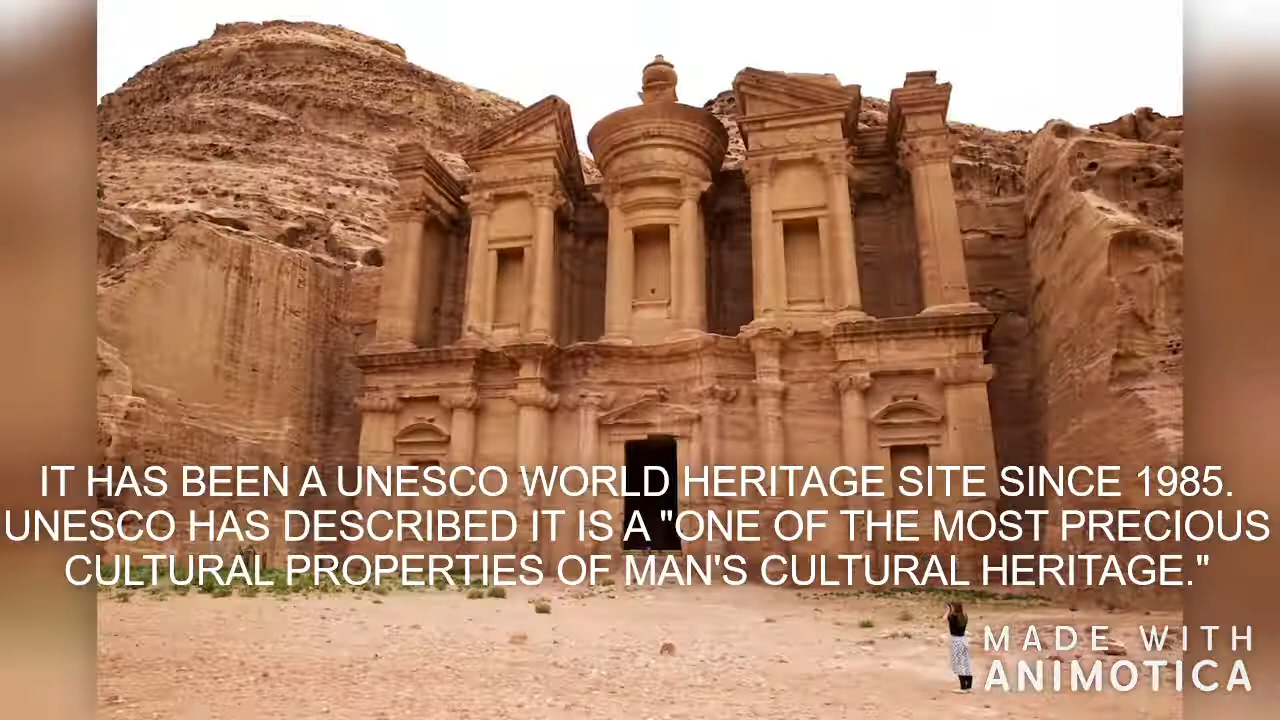 IT HAS BEEN A UNESCO WORLD HERITAGE SITE SINCE 1985.
UNESCO HAS DESCRIBED IT IS A "ONE OF THE MOST PRECIOUS
CULTURAL PROPERTIES OF MAN'S CULTURAL HERITAGE."
MADE WITH
ANIMOTICA